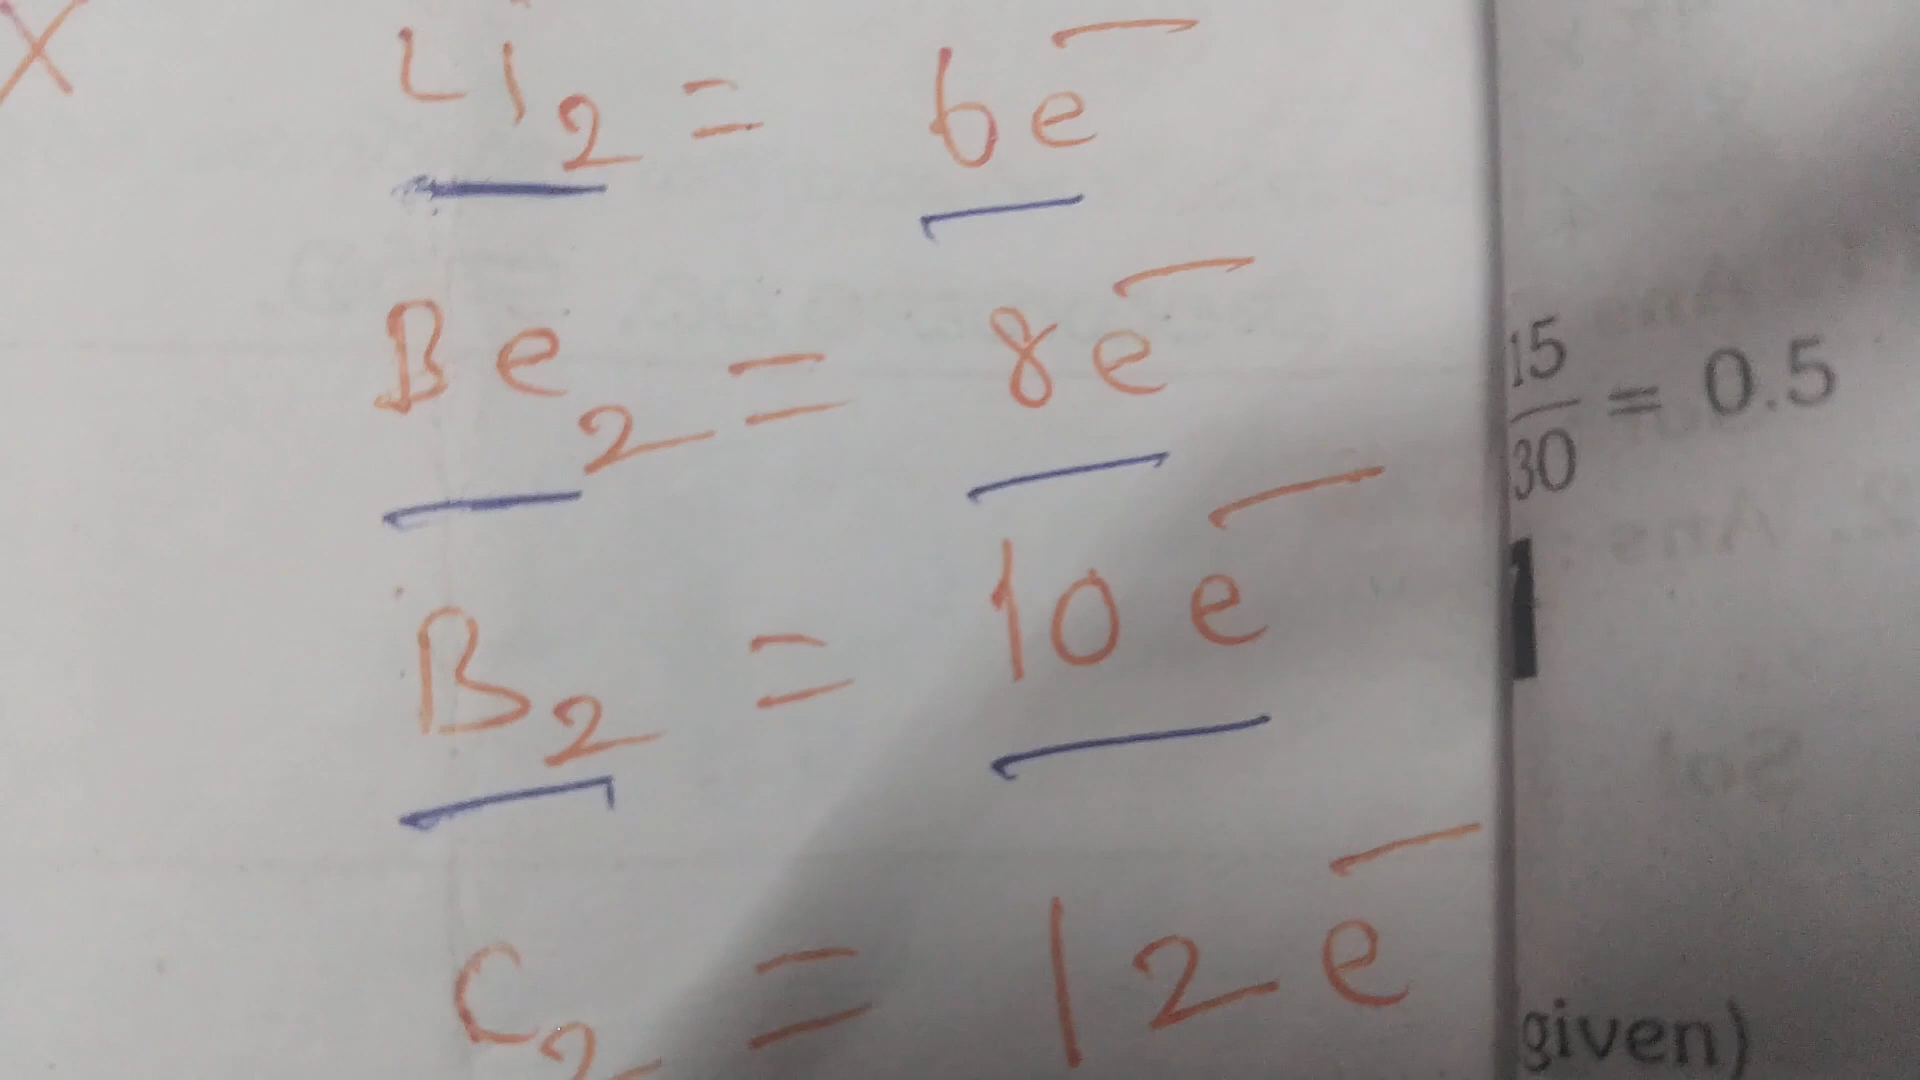 X
Li₂ = 6e⁻
Be₂ = 8e⁻
B₂ = 10e⁻
C₂ = 12e⁻
15/30 = 0.5
given)